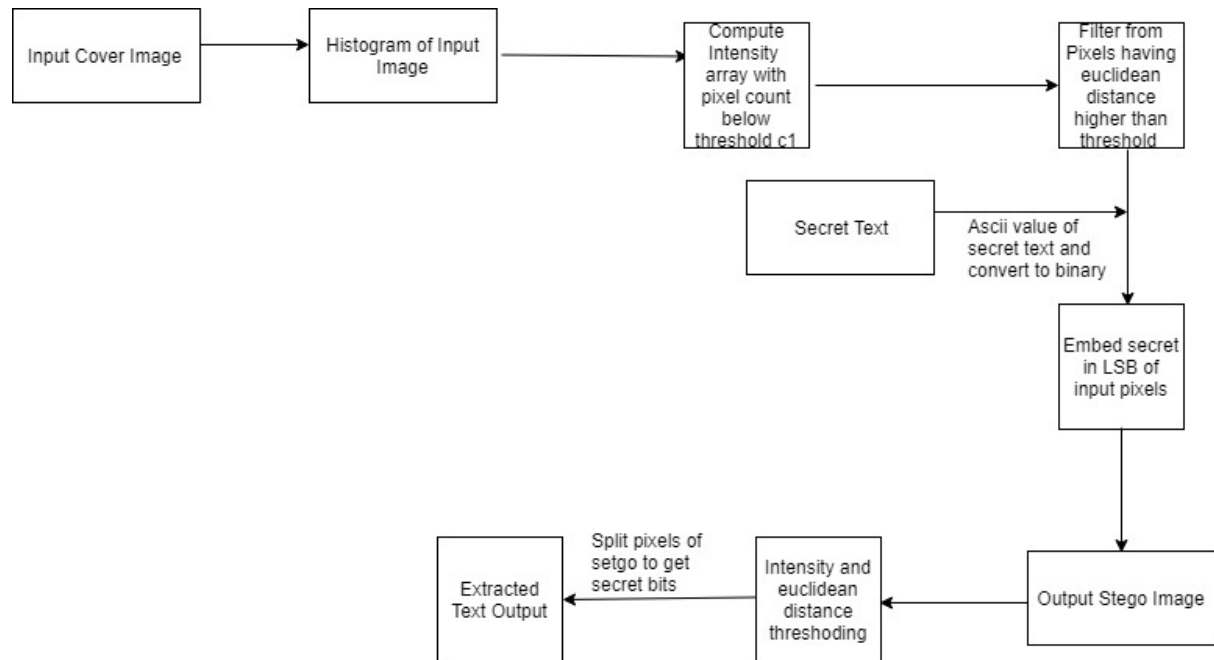 Input Cover Image
Histogram of Input
Image
Compute
Intensity
array with
pixel count
below
threshold c1
Filter from
Pixels having
euclidean
distance
higher than
threshold
Secret Text
Ascii value of
secret text and
convert to binary
Embed secret
in LSB of
input pixels
Output Stego Image
Intensity and
euclidean
distance
threshoding
Split pixels of
setgo to get
secret bits
Extracted
Text Output